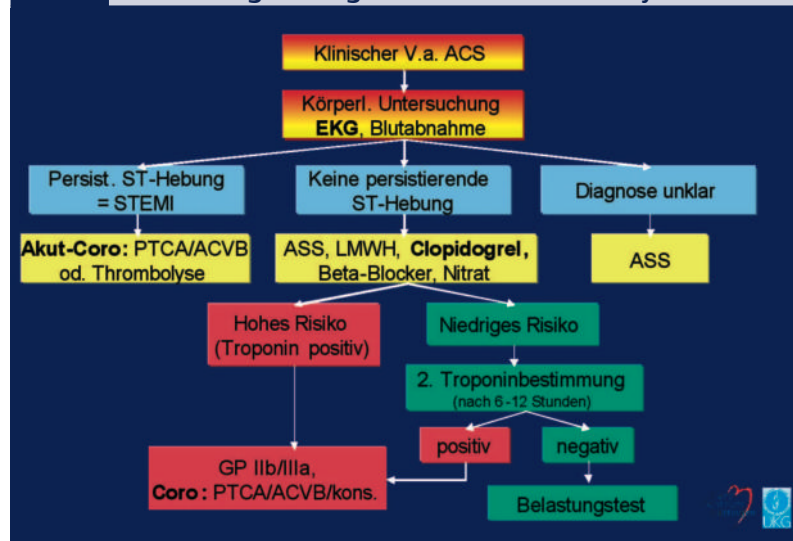 Klinischer V.a. ACS
Körperl. Untersuchung
EKG, Blutabnahme
Persist. ST-Hebung
= STEMI
Keine persistierende
ST-Hebung
Diagnose unklar
Akut-Coro: PTCA/ACVB
od. Thrombolyse
ASS, LMWH, Clopidogrel,
Beta-Blocker, Nitrat
ASS
Hohes Risiko
(Troponin positiv)
Niedriges Risiko
2. Troponinbestimmung
(nach 6-12 Stunden)
positiv
negativ
GP IIb/IIIa,
Coro: PTCA/ACVB/kons.
Belastungstest
UKG